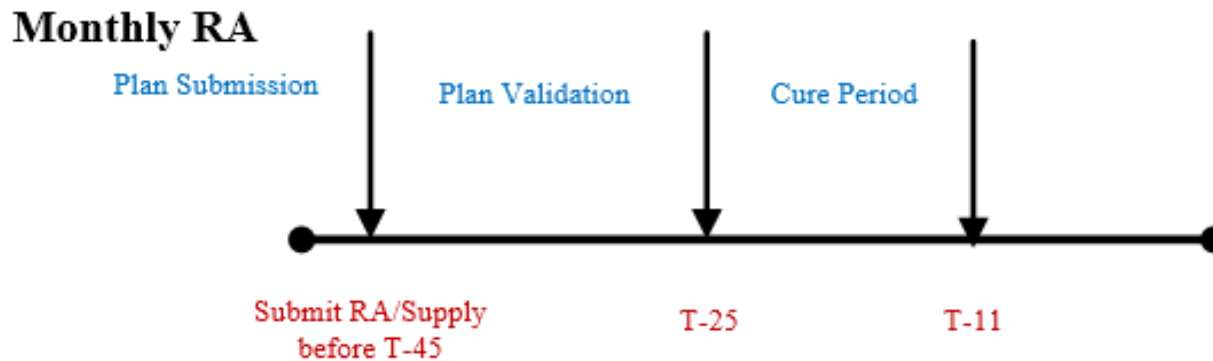 Monthly RA
Plan Submission
Plan Validation
Cure Period
Submit RA/Supply
before T-45
T-25
T-11